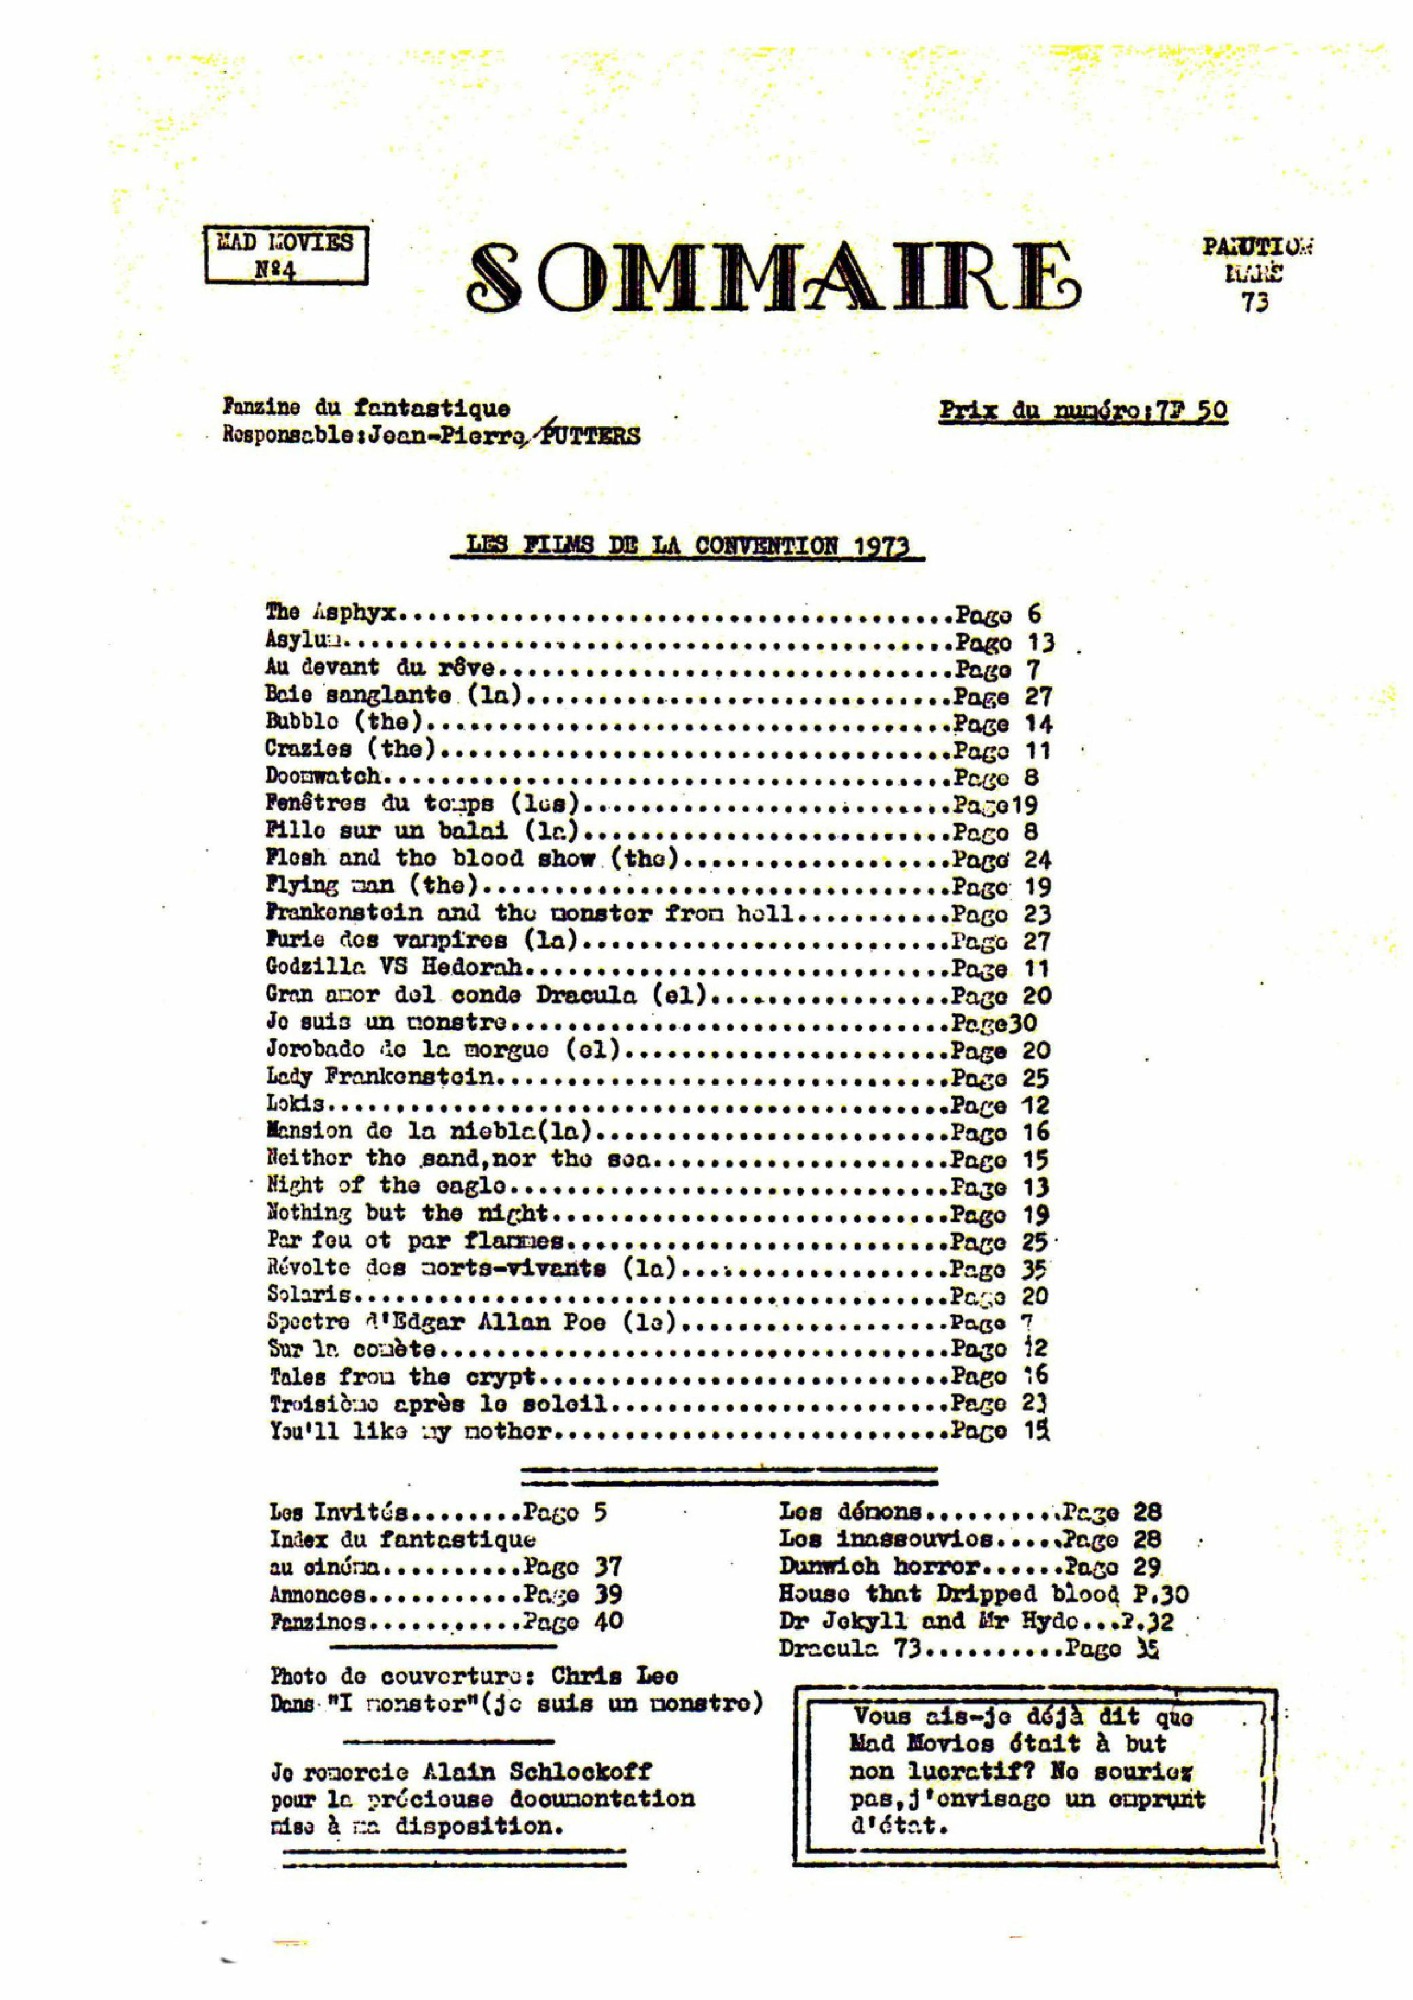 MAD MOVIES
Nº4
SOMMAIRE
PARUTION
MARS
73
Fanzine du fantastique
Responsable:Jean-Pierre PUTTERS
Prix du numéro:7F 50
LES FILMS DE LA CONVENTION 1973
The Asphyx......................................Page 6
Asylum..........................................Page 13
Au devant du rêve...............................Page 7
Baie sanglante (la).............................Page 27
Bubble (the)....................................Page 14
Crazies (the)...................................Page 11
Doomwatch.......................................Page 8
Fenêtres du temps (les).........................Page19
Fille sur un balai (la).........................Page 8
Flesh and the blood show (the)..................Page 24
Flying man (the)................................Page 19
Frankenstein and the monster from hell...........Page 23
Furie des vampires (la).........................Page 27
Godzilla VS Hedorah.............................Page 11
Gran amor del conde Dracula (el)................Page 20
Je suis un monstre..............................Page30
Jorobado de la morgue (el)......................Page 20
Lady Frankenstein...............................Page 25
Lokis...........................................Page 12
Mansion de la niebla(la)........................Page 16
Neither the sand,nor the sea....................Page 15
Night of the eagle..............................Page 13
Nothing but the night...........................Page 19
Par feu et par flammes..........................Page 25
Révolte des morts-vivants (la)..................Page 35
Solaris.........................................Page 20
Spectre d'Edgar Allan Poe (le)..................Page 7
Sur la comète...................................Page 12
Tales from the crypt............................Page 16
Troisième après le soleil.......................Page 23
You'll like my mother...........................Page
Les Invités........Page 5
Index du fantastique
au cinéma..........Page 37
Annonces...........Page 39
Fanzines...........Page 40
Les démons..........Page 28
Les inassouvies.....Page 28
Dunwich horror......Page 29
House that Dripped blood P.30
Dr Jekyll and Mr Hyde...P.32
Dracula 73..........Page
Photo de couverture: Chris Lee
Dans "I monster"(je suis un monstre)
Je remercie Alain Schlockoff
pour la précieuse documentation
mise à ma disposition.
Vous ais-je déjà dit que
Mad Movies était à but
non lucratif? Ne souriez
pas,j'envisage un emprunt
d'état.